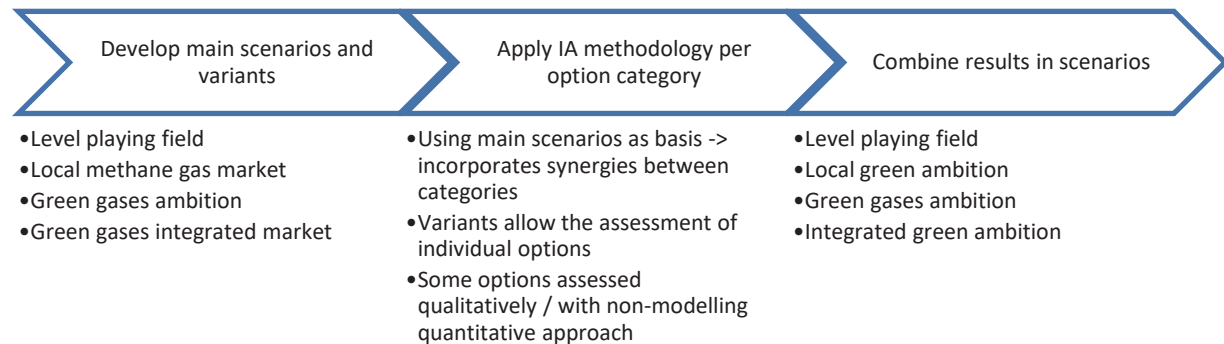 Develop main scenarios and
variants
Apply IA methodology per
option category
Combine results in scenarios
•Level playing field
•Local methane gas market
•Green gases ambition
•Green gases integrated market
•Using main scenarios as basis ->
incorporates synergies between
categories
•Variants allow the assessment of
individual options
•Some options assessed
qualitatively / with non-modelling
quantitative approach
•Level playing field
•Local green ambition
•Green gases ambition
•Integrated green ambition